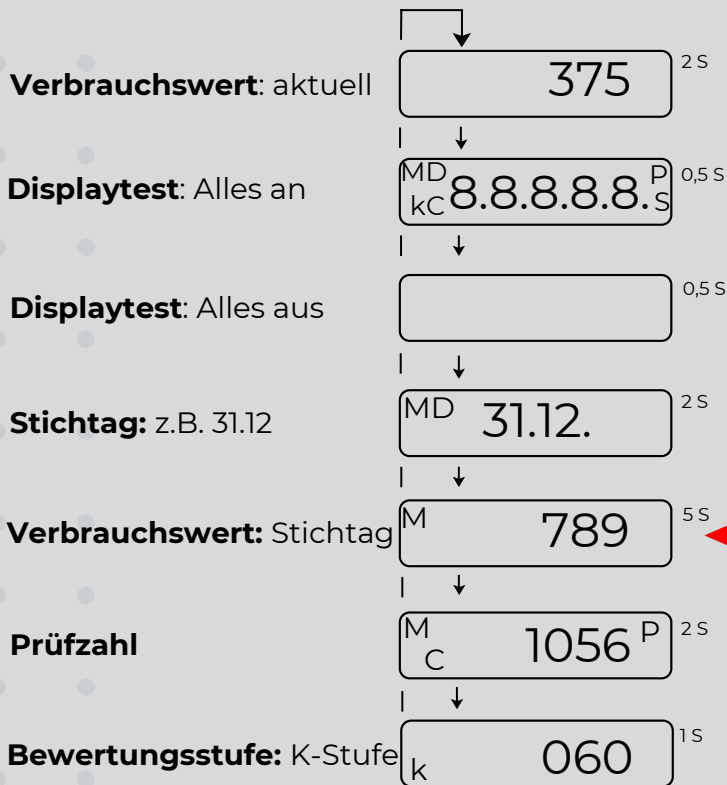 Verbrauchswert: aktuell 375 2 S
Displaytest: Alles an MD kC 8.8.8.8.8. P S 0,5 S
Displaytest: Alles aus 0,5 S
Stichtag: z.B. 31.12 MD 31.12. 2 S
Verbrauchswert: Stichtag M 789 5 S
Prüfzahl M C 1056 P 2 S
Bewertungsstufe: K-Stufe k 060 1 S